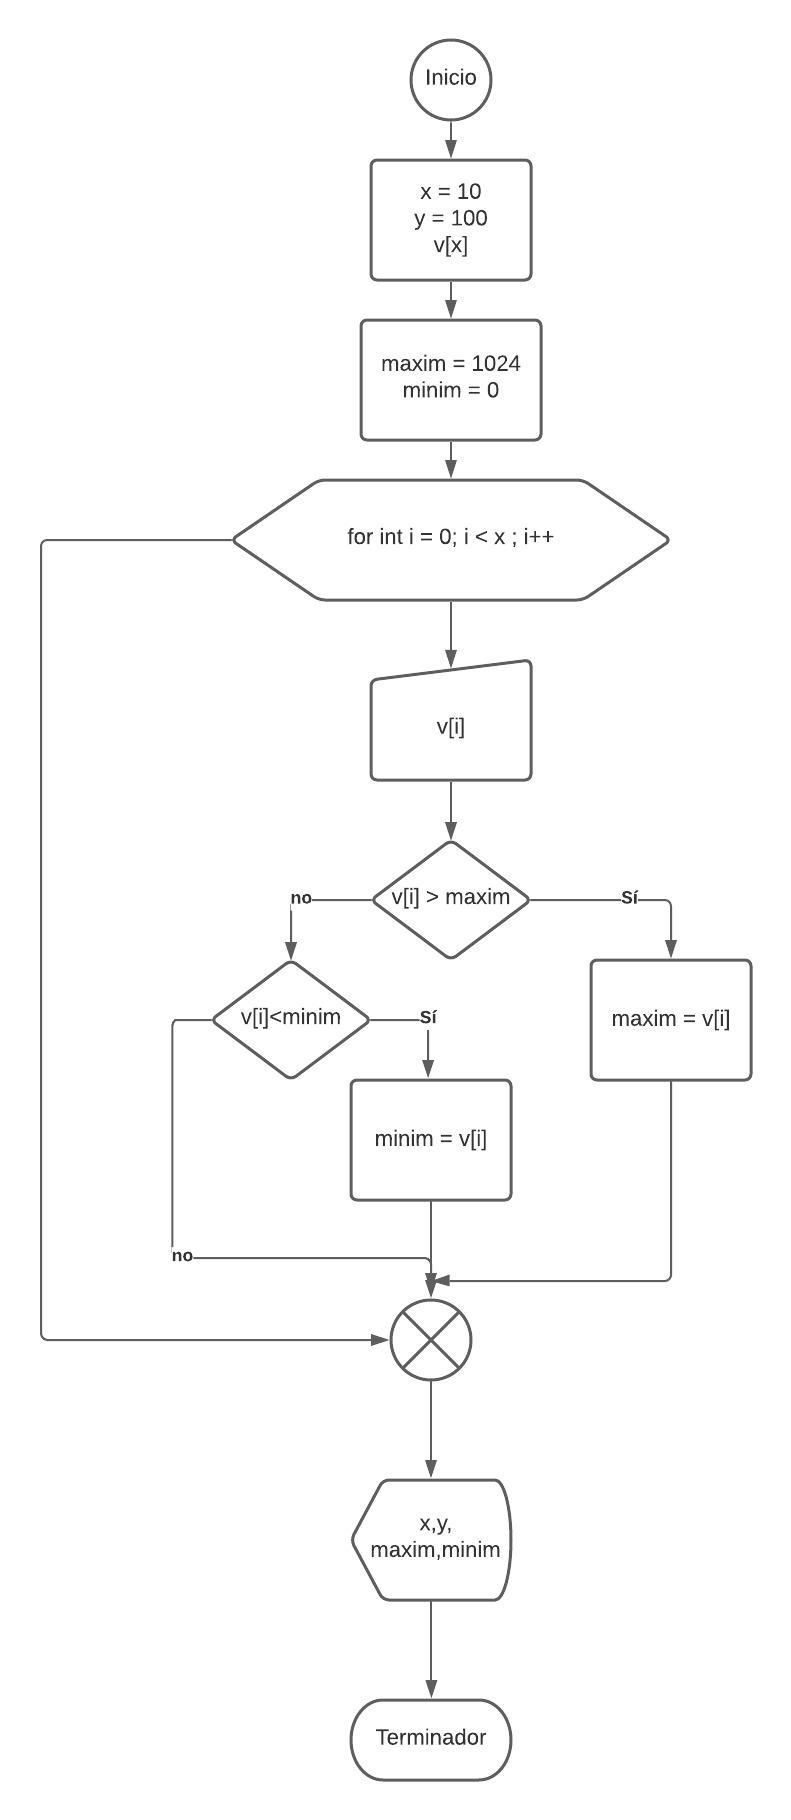 Inicio
x = 10
y = 100
v[x]
maxim = 1024
minim = 0
for int i = 0; i < x ; i++
v[i]
v[i] > maxim
no
Sí
v[i]<minim
Sí
maxim = v[i]
minim = v[i]
no
x,y,
maxim,minim
Terminador